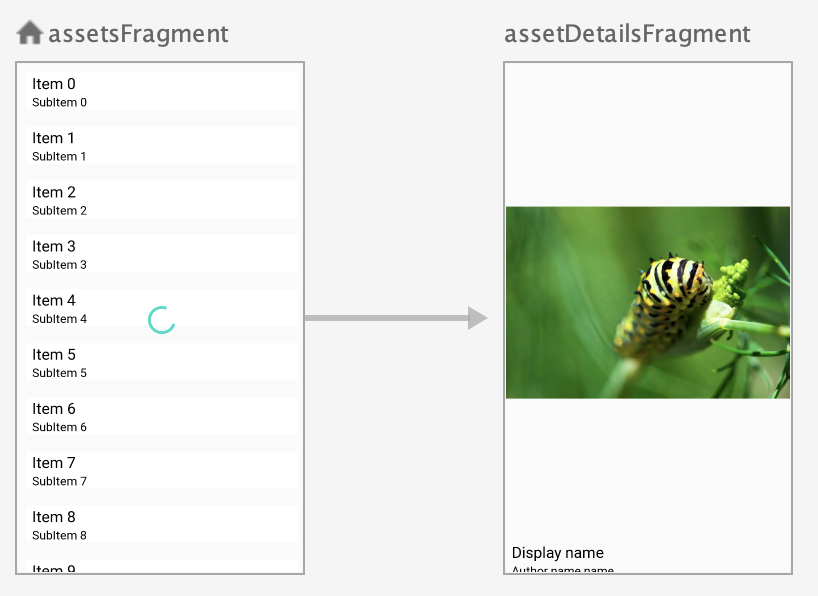 assetsFragment
Item 0
SubItem 0
Item 1
SubItem 1
Item 2
SubItem 2
Item 3
SubItem 3
Item 4
SubItem 4
Item 5
SubItem 5
Item 6
SubItem 6
Item 7
SubItem 7
Item 8
SubItem 8
Item 9
assetDetailsFragment
Display name
Author name name